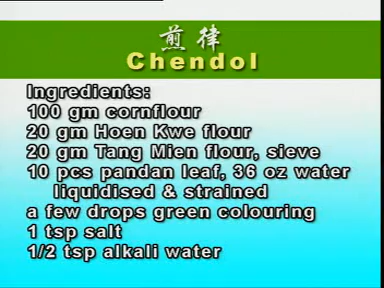 煎律
Chendol
Ingredients:
100 gm cornflour
20 gm Hoen Kwe flour
20 gm Tang Mien flour, sieve
10 pcs pandan leaf, 36 oz water
liquidised & strained
a few drops green colouring
1 tsp salt
1/2 tsp alkali water